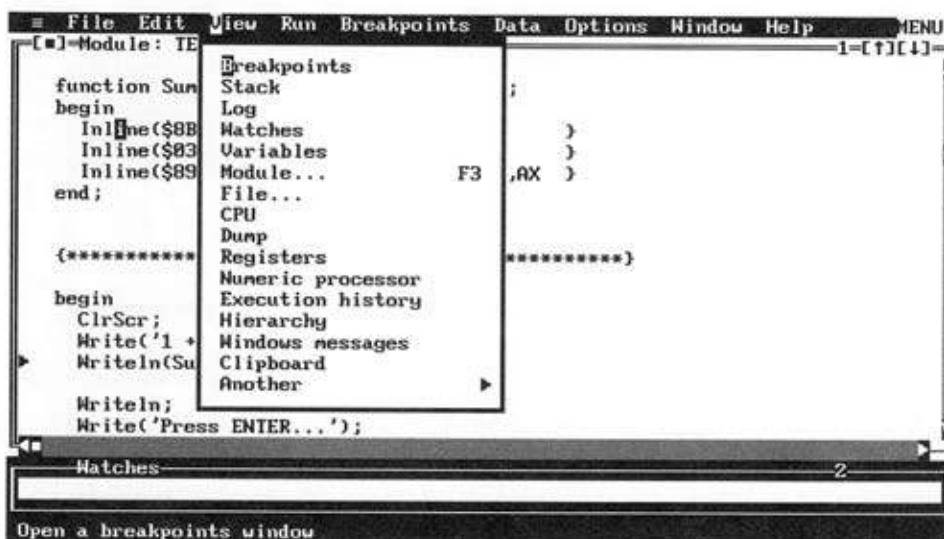 ≡ File Edit View Run Breakpoints Data Options Window Help MENU
[■]=Module: TE 1=[↑][↓]=
Breakpoints
function Sum Stack ;
begin Log
Inline($8B Watches }
Inline($03 Variables }
Inline($89 Module... F3 ,AX }
end; File...
CPU
Dump
{*********** Registers **********}
Numeric processor
begin Execution history
ClrScr; Hierarchy
Write('1 + Windows messages
Writeln(Su Clipboard
Another ►
Writeln;
Write('Press ENTER...');
Watches 2
Open a breakpoints window